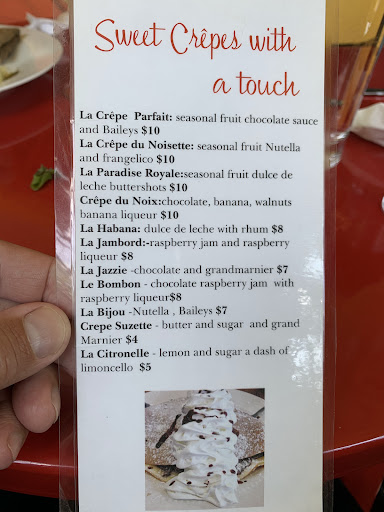 Sweet Crêpes with
a touch
La Crêpe Parfait: seasonal fruit chocolate sauce
and Baileys $10
La Crêpe du Noisette: seasonal fruit Nutella
and frangelico $10
La Paradise Royale:seasonal fruit dulce de
leche buttershots $10
Crêpe du Noix:chocolate, banana, walnuts
banana liqueur $10
La Habana: dulce de leche with rhum $8
La Jambord:-raspberry jam and raspberry
liqueur $8
La Jazzie -chocolate and grandmarnier $7
Le Bombon - chocolate raspberry jam with
raspberry liqueur$8
La Bijou -Nutella , Baileys $7
Crepe Suzette - butter and sugar and grand
Marnier $4
La Citronelle - lemon and sugar a dash of
limoncello $5